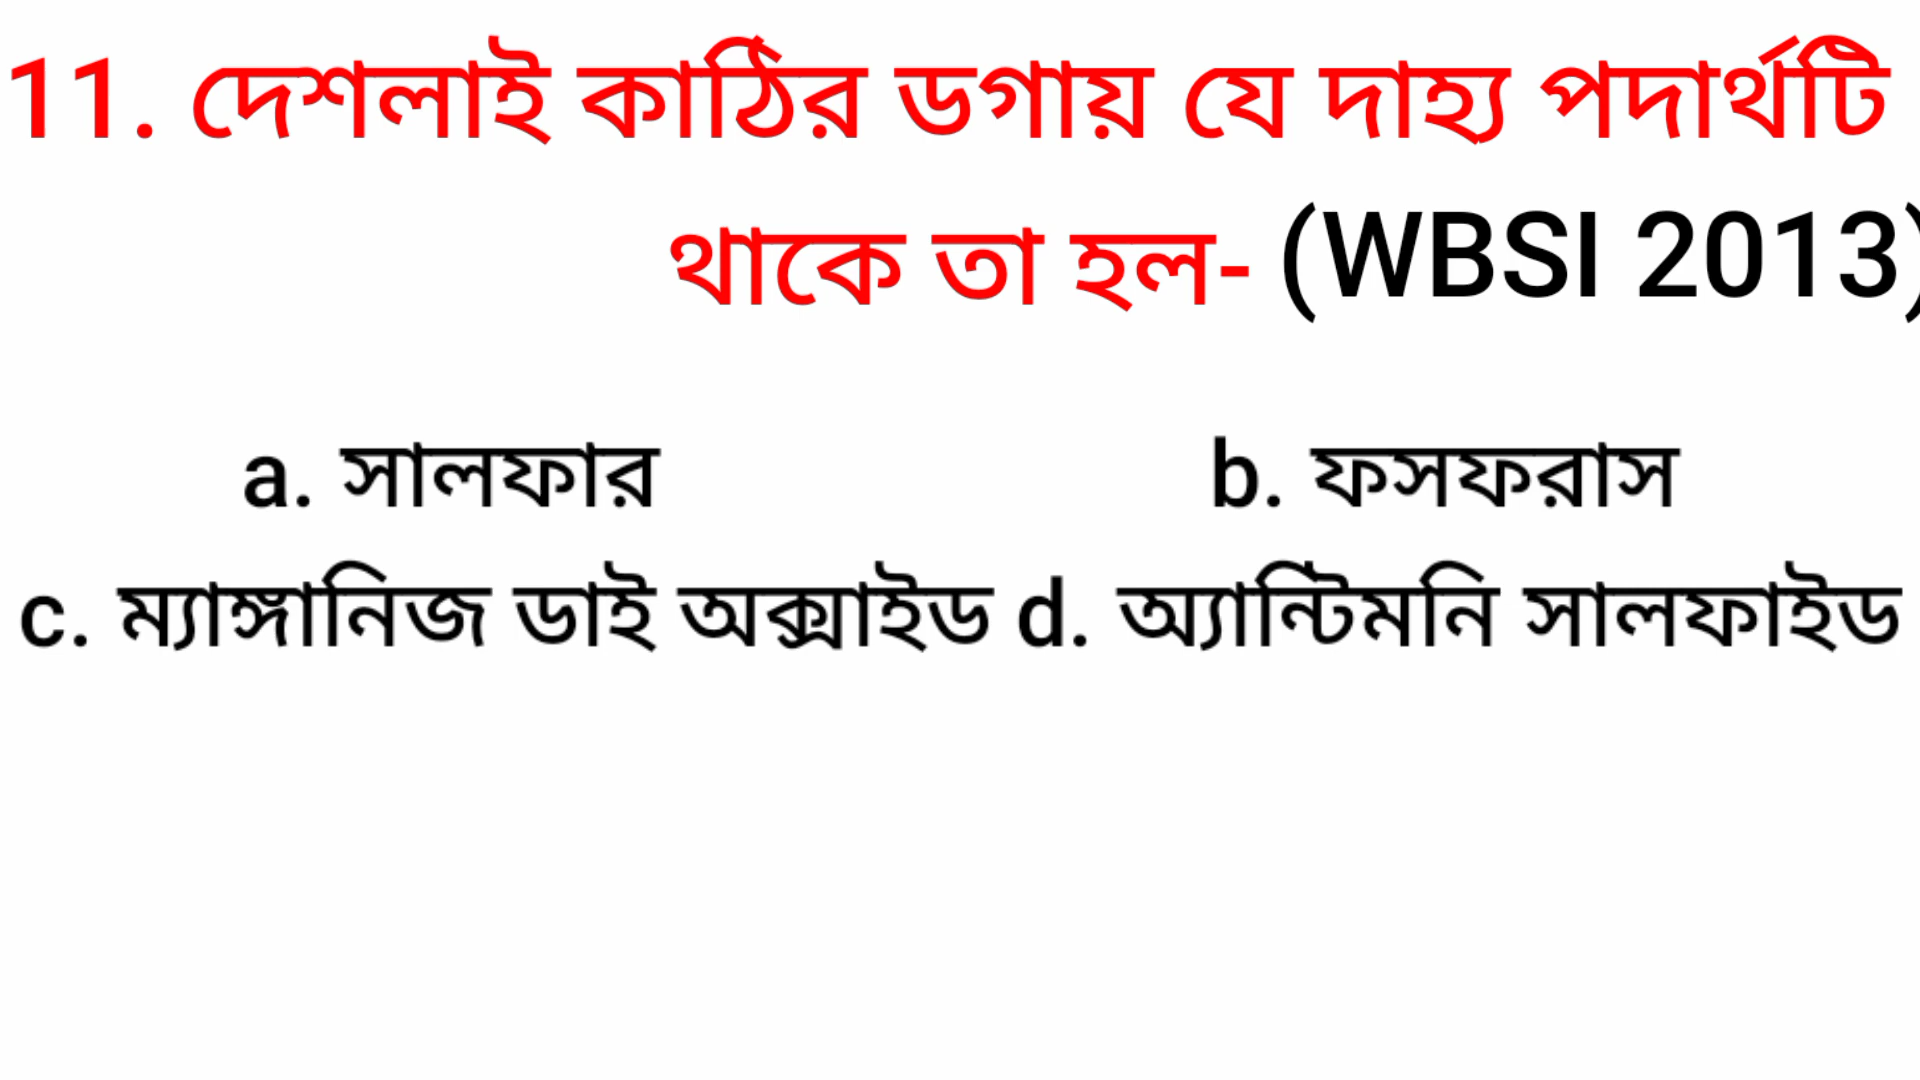 11. দেশলাই কাঠির ডগায় যে দাহ্য পদার্থটি
থাকে তা হল- (WBSI 2013)
a. সালফার b. ফসফরাস
c. ম্যাঙ্গানিজ ডাই অক্সাইড d. অ্যান্টিমনি সালফাইড